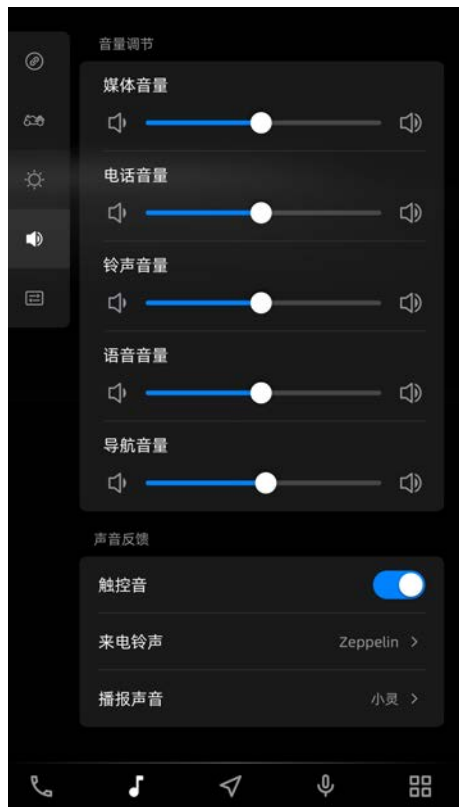 音量调节
媒体音量
电话音量
铃声音量
语音音量
导航音量
声音反馈
触控音
来电铃声 Zeppelin
播报声音 小灵